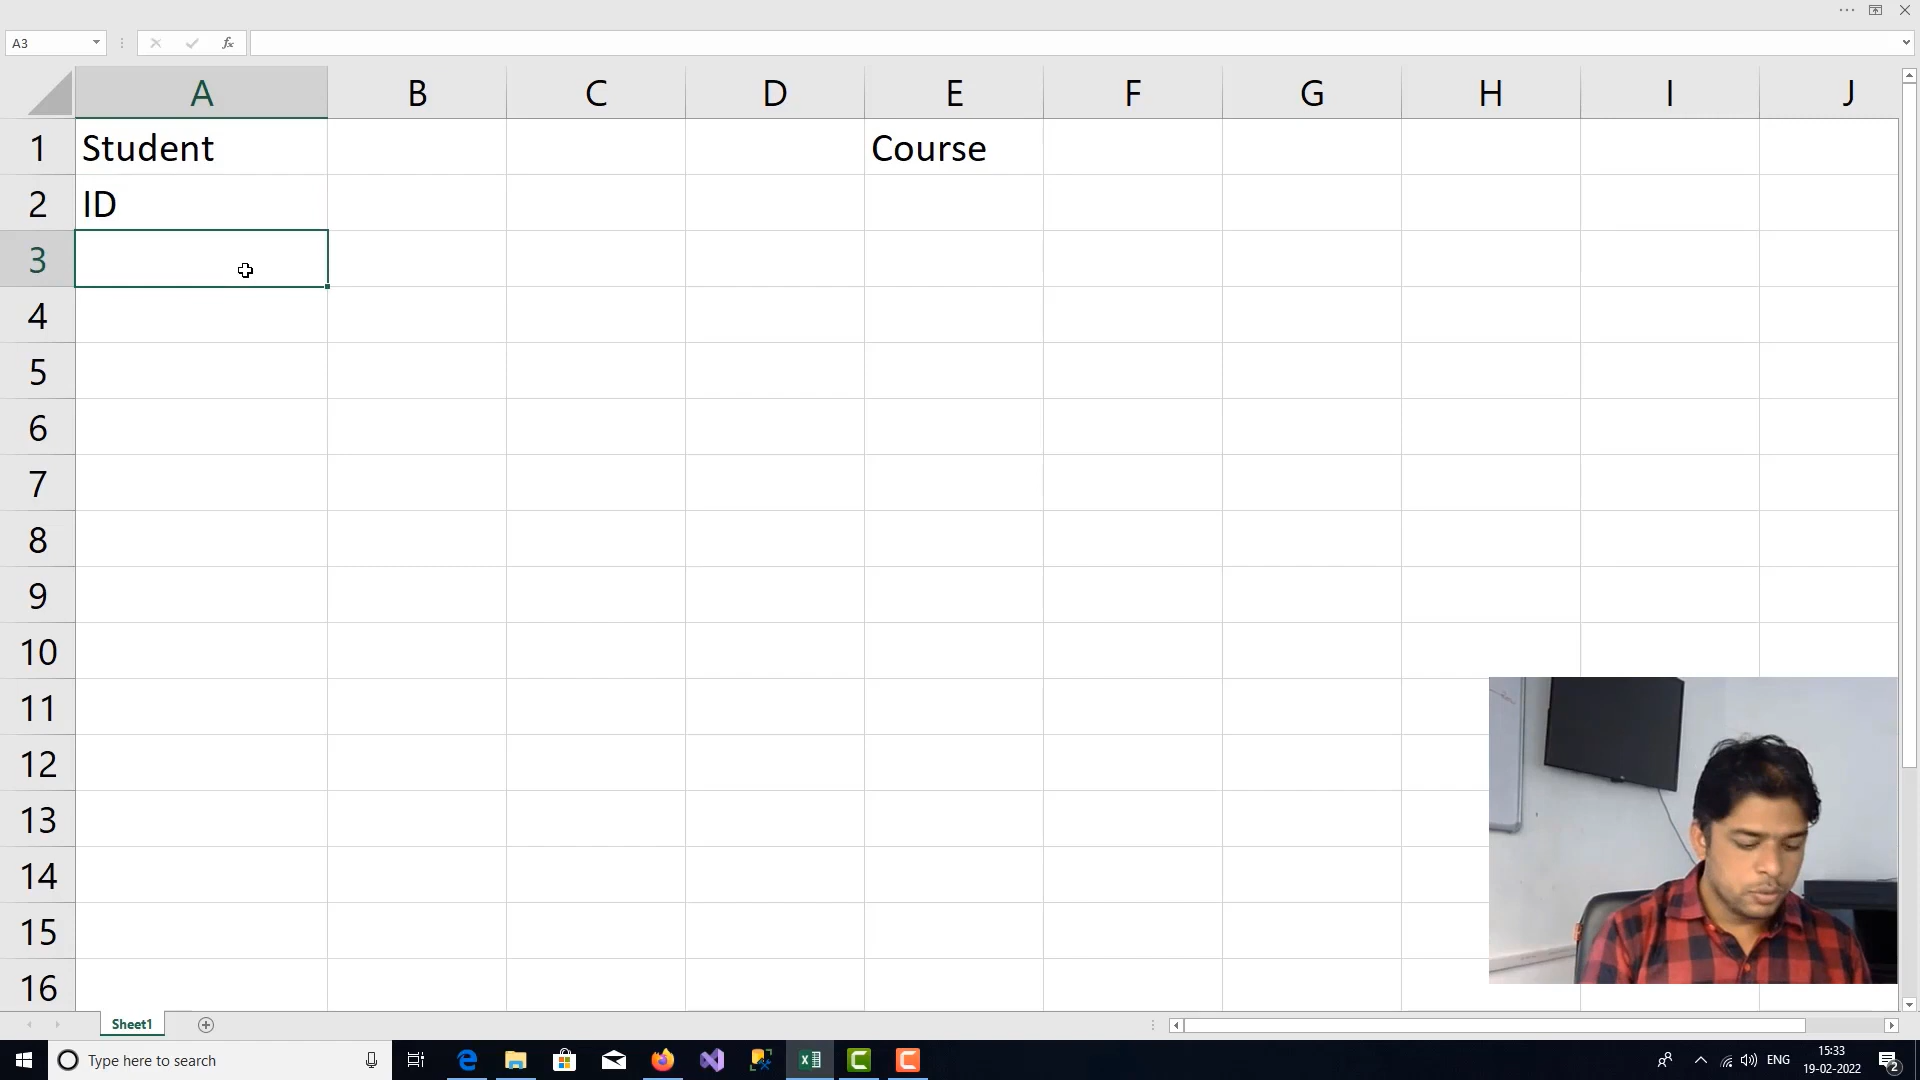 A3
fx
A B C D E F G H I J
1 Student Course
2 ID
3
4
5
6
7
8
9
10
11
12
13
14
15
16
Sheet1
Type here to search
ENG
15:33
19-02-2022
2